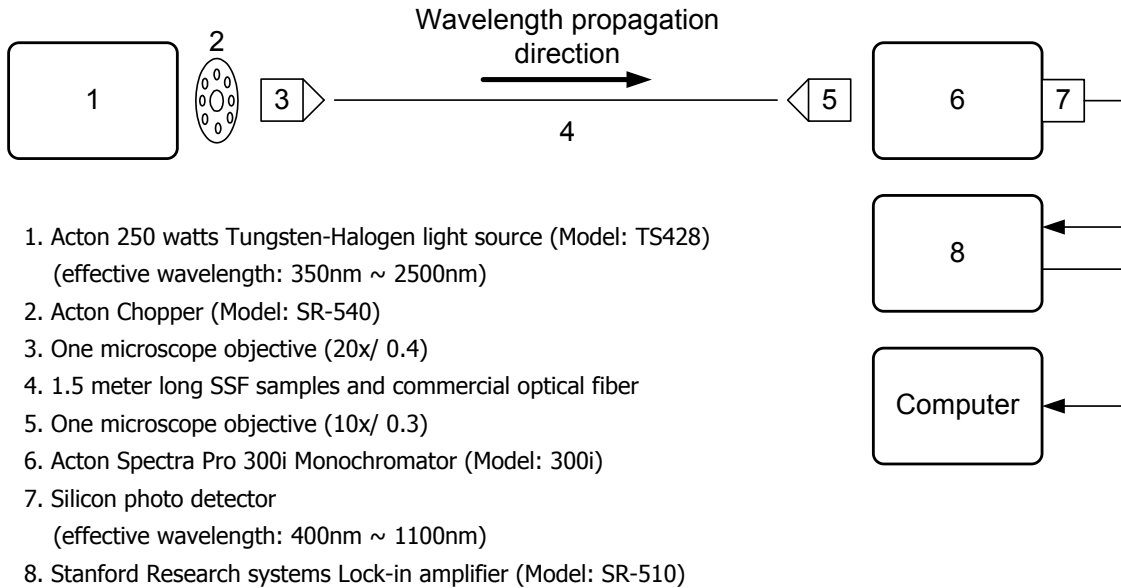 Wavelength propagation
direction
2
1
3
4
5
6
7
8
Computer
1. Acton 250 watts Tungsten-Halogen light source (Model: TS428)
(effective wavelength: 350nm ~ 2500nm)
2. Acton Chopper (Model: SR-540)
3. One microscope objective (20x/ 0.4)
4. 1.5 meter long SSF samples and commercial optical fiber
5. One microscope objective (10x/ 0.3)
6. Acton Spectra Pro 300i Monochromator (Model: 300i)
7. Silicon photo detector
(effective wavelength: 400nm ~ 1100nm)
8. Stanford Research systems Lock-in amplifier (Model: SR-510)